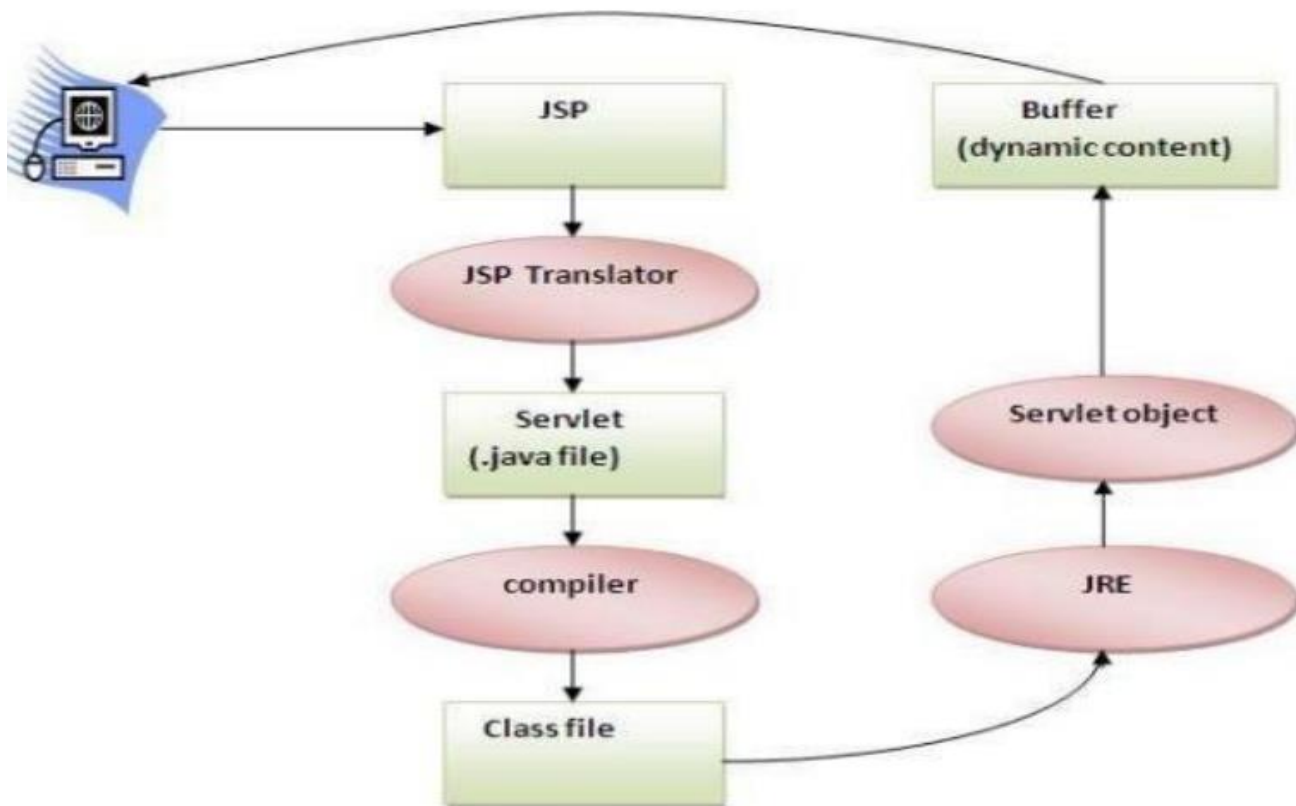 JSP
JSP Translator
Servlet
(.java file)
compiler
Class file
JRE
Servlet object
Buffer
(dynamic content)